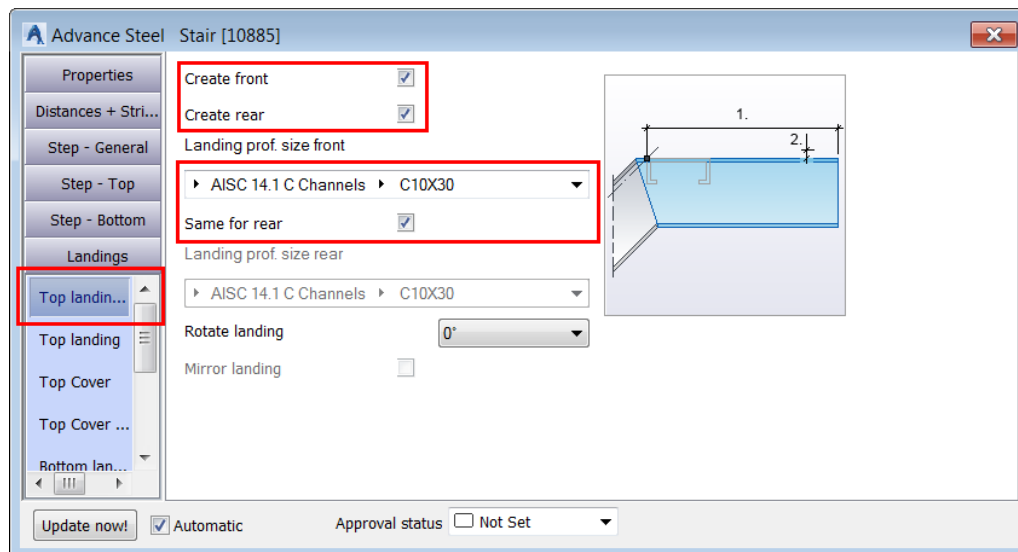 Advance Steel Stair [10885]
Properties
Distances + Stri...
Step - General
Step - Top
Step - Bottom
Landings
Top landin...
Top landing
Top Cover
Top Cover ...
Bottom lan...
Create front
Create rear
Landing prof. size front
AISC 14.1 C Channels C10X30
Same for rear
Landing prof. size rear
AISC 14.1 C Channels C10X30
Rotate landing 0°
Mirror landing
1.
2.
Update now! Automatic Approval status Not Set